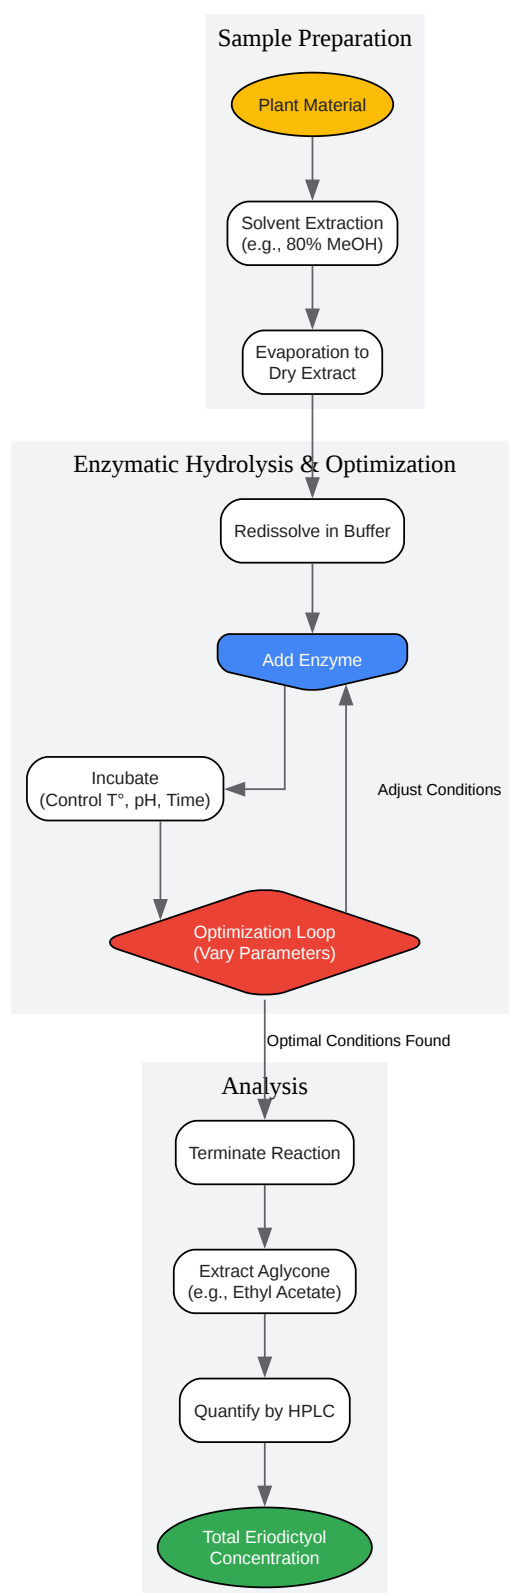 Sample Preparation
Plant Material
Solvent Extraction
(e.g., 80% MeOH)
Evaporation to
Dry Extract
Enzymatic Hydrolysis & Optimization
Redissolve in Buffer
Add Enzyme
Incubate
(Control T°, pH, Time)
Adjust Conditions
Optimization Loop
(Vary Parameters)
Optimal Conditions Found
Analysis
Terminate Reaction
Extract Aglycone
(e.g., Ethyl Acetate)
Quantify by HPLC
Total Eriodictyol
Concentration